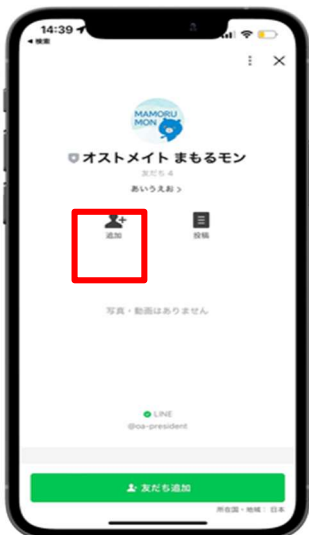 14:39
◀ 検索
MAMORU
MON
オストメイト まもるモン
友だち 4
あいうえお >
追加
投稿
写真・動画はありません
LINE
@oa-president
友だち追加
所在国・地域： 日本